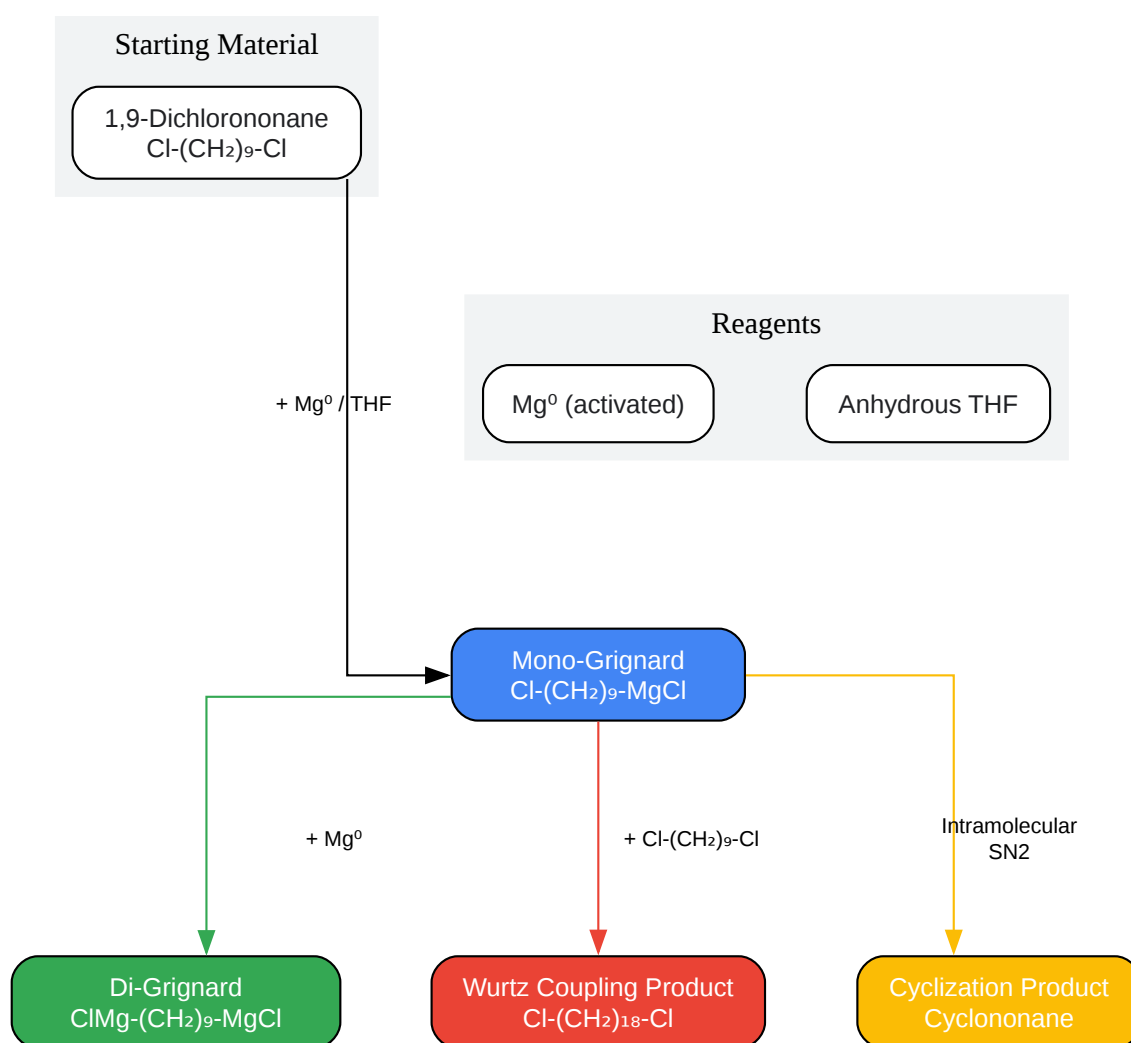 Starting Material
1,9-Dichlorononane
Cl-(CH₂)₉-Cl
Reagents
+ Mg⁰ / THF
Mg⁰ (activated)
Anhydrous THF
Mono-Grignard
Cl-(CH₂)₉-MgCl
+ Mg⁰
+ Cl-(CH₂)₉-Cl
Intramolecular
SN2
Di-Grignard
ClMg-(CH₂)₉-MgCl
Wurtz Coupling Product
Cl-(CH₂)₁₈-Cl
Cyclization Product
Cyclononane